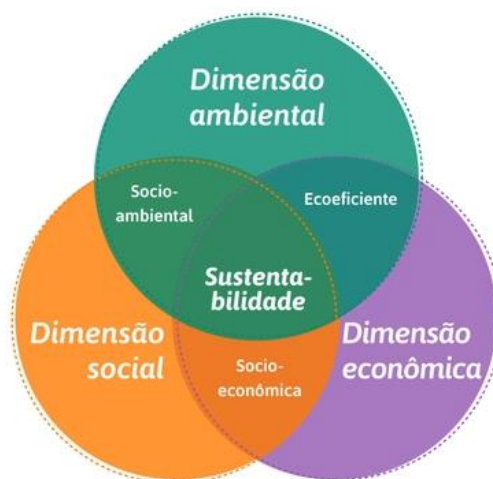 Dimensão
ambiental
Socio-
ambiental
Ecoeficiente
Sustenta-
bilidade
Dimensão
social
Dimensão
econômica
Socio-
econômica